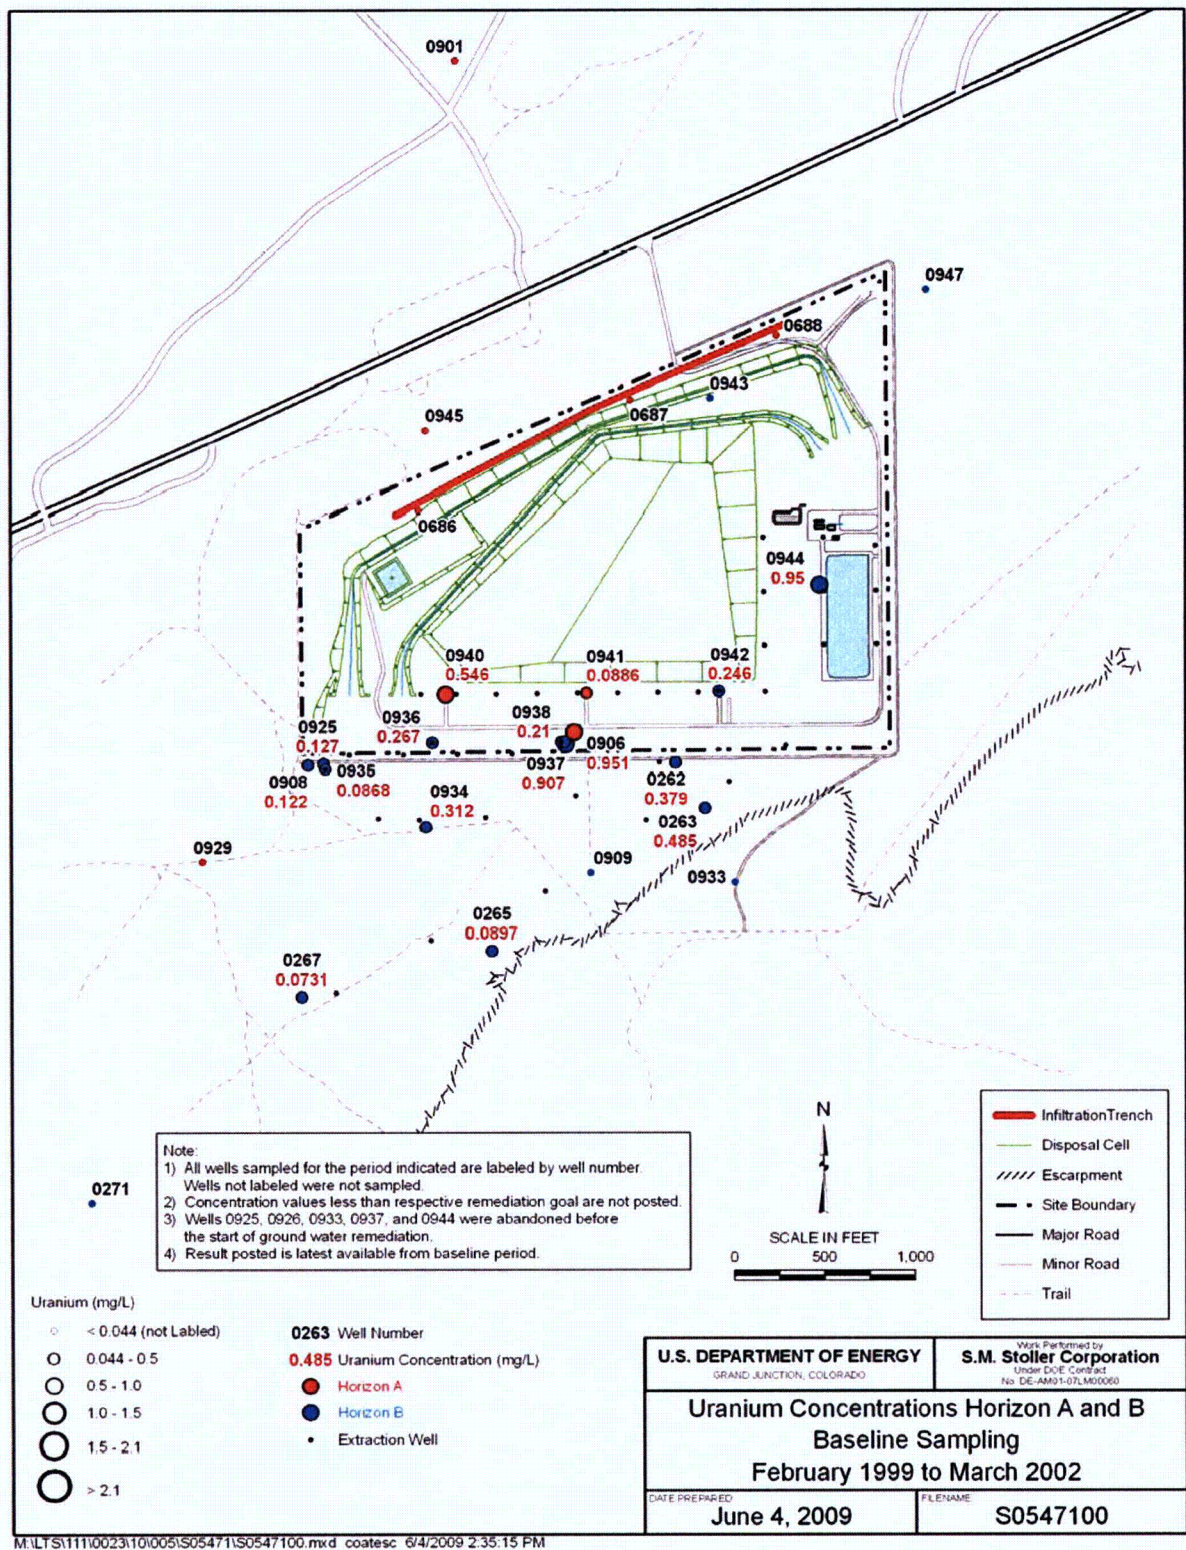 0901
0947
0688
0943
0687
0945
0686
0944
0.95
0940
0.546
0941
0.0886
0942
0.246
0925
0.127
0936
0.267
0938
0.21
0906
0.951
0937
0.907
0908
0.122
0935
0.0868
0934
0.312
0262
0.379
0263
0.485
0929
0909
0933
0265
0.0897
0267
0.0731
0271
Note:
1) All wells sampled for the period indicated are labeled by well number.
Wells not labeled were not sampled.
2) Concentration values less than respective remediation goal are not posted.
3) Wells 0925, 0926, 0933, 0937, and 0944 were abandoned before
the start of ground water remediation.
4) Result posted is latest available from baseline period.
N
SCALE IN FEET
0 500 1,000
Infiltration Trench
Disposal Cell
Escarpment
Site Boundary
Major Road
Minor Road
Trail
Uranium (mg/L)
< 0.044 (not Labled)
0.044 - 0.5
0.5 - 1.0
1.0 - 1.5
1.5 - 2.1
> 2.1
0263 Well Number
0.485 Uranium Concentration (mg/L)
Horizon A
Horizon B
Extraction Well
U.S. DEPARTMENT OF ENERGY
GRAND JUNCTION, COLORADO
Work Performed by
S.M. Stoller Corporation
Under DOE Contract
No. DE-AM01-07LM00060
Uranium Concentrations Horizon A and B
Baseline Sampling
February 1999 to March 2002
DATE PREPARED
June 4, 2009
FILENAME
S0547100
M:\LTS\111\0023\10\005\S05471\S0547100.mxd coatesc 6/4/2009 2:35:15 PM